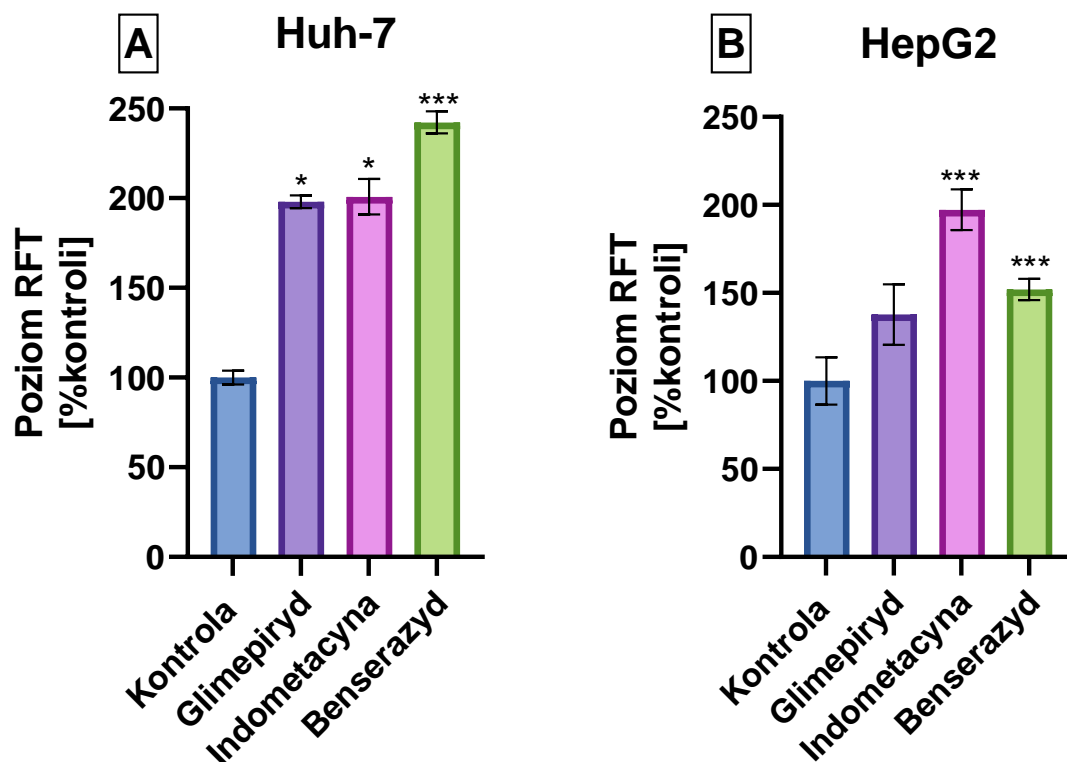 A
Huh-7
Poziom RFT
[%kontroli]
250
200
150
100
50
0
*
*
***
Kontrola
Glimepiryd
Indometacyna
Benserazyd
B
HepG2
Poziom RFT
[%kontroli]
250
200
150
100
50
0
***
***
Kontrola
Glimepiryd
Indometacyna
Benserazyd